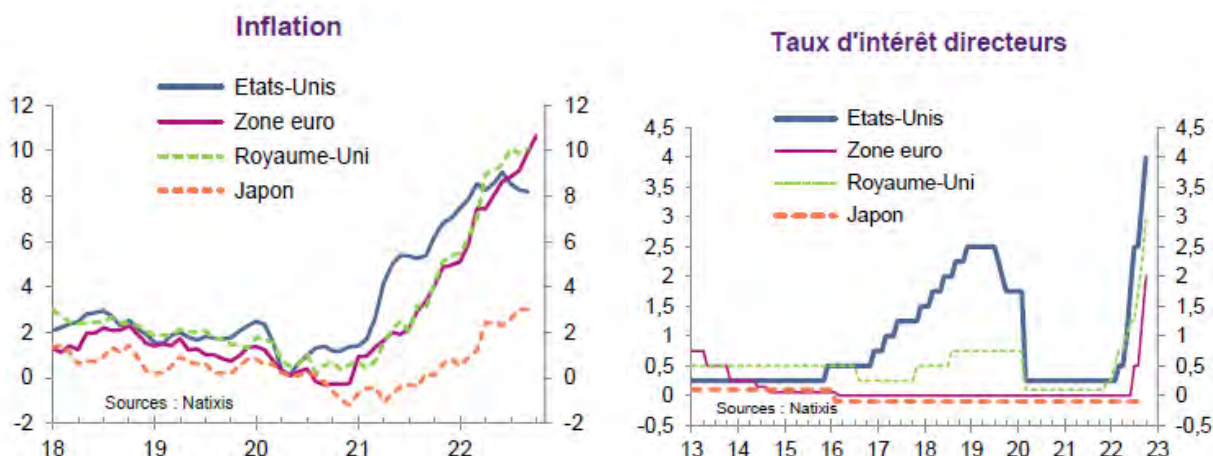 Inflation
Etats-Unis
Zone euro
Royaume-Uni
Japon
12 12
10 10
8 8
6 6
4 4
2 2
0 0
-2 -2
Sources : Natixis
18 19 20 21 22
Taux d'intérêt directeurs
Etats-Unis
Zone euro
Royaume-Uni
Japon
4,5 4,5
4 4
3,5 3,5
3 3
2,5 2,5
2 2
1,5 1,5
1 1
0,5 0,5
0 0
-0,5 -0,5
Sources : Natixis
13 14 15 16 17 18 19 20 21 22 23